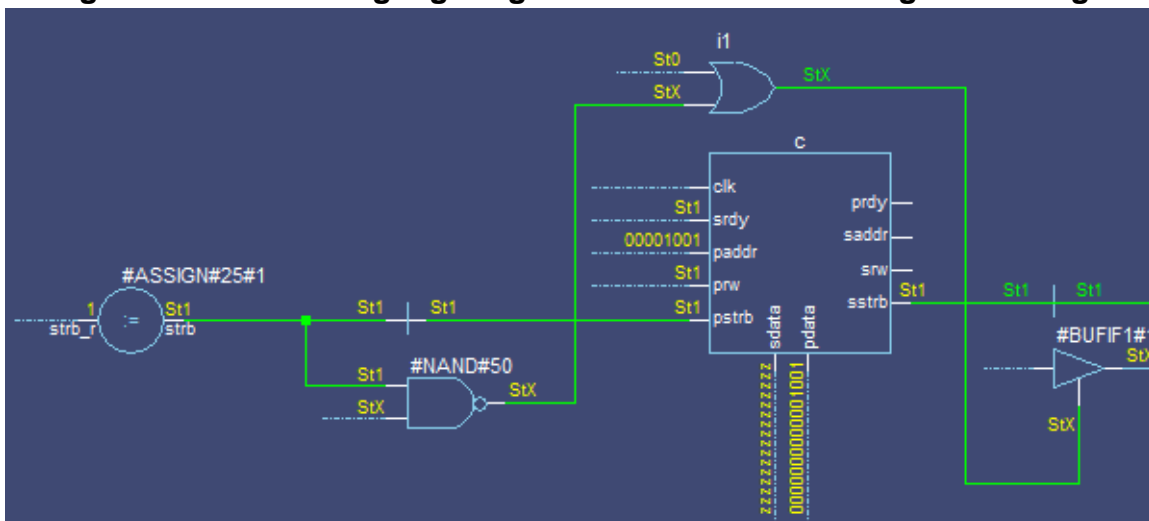 i1
St0
StX
StX
c
clk
St1
srdy
prdy
00001001
paddr
saddr
St1
prw
srw
#ASSIGN#25#1
1
strb_r
:=
St1
strb
St1
St1
St1
pstrb
sstrb
St1
St1
St1
sdata
pdata
#BUFIF1#1
StX
#NAND#50
St1
StX
StX
StX
zzzzzzzzzzzzzzzz
0000000000001001